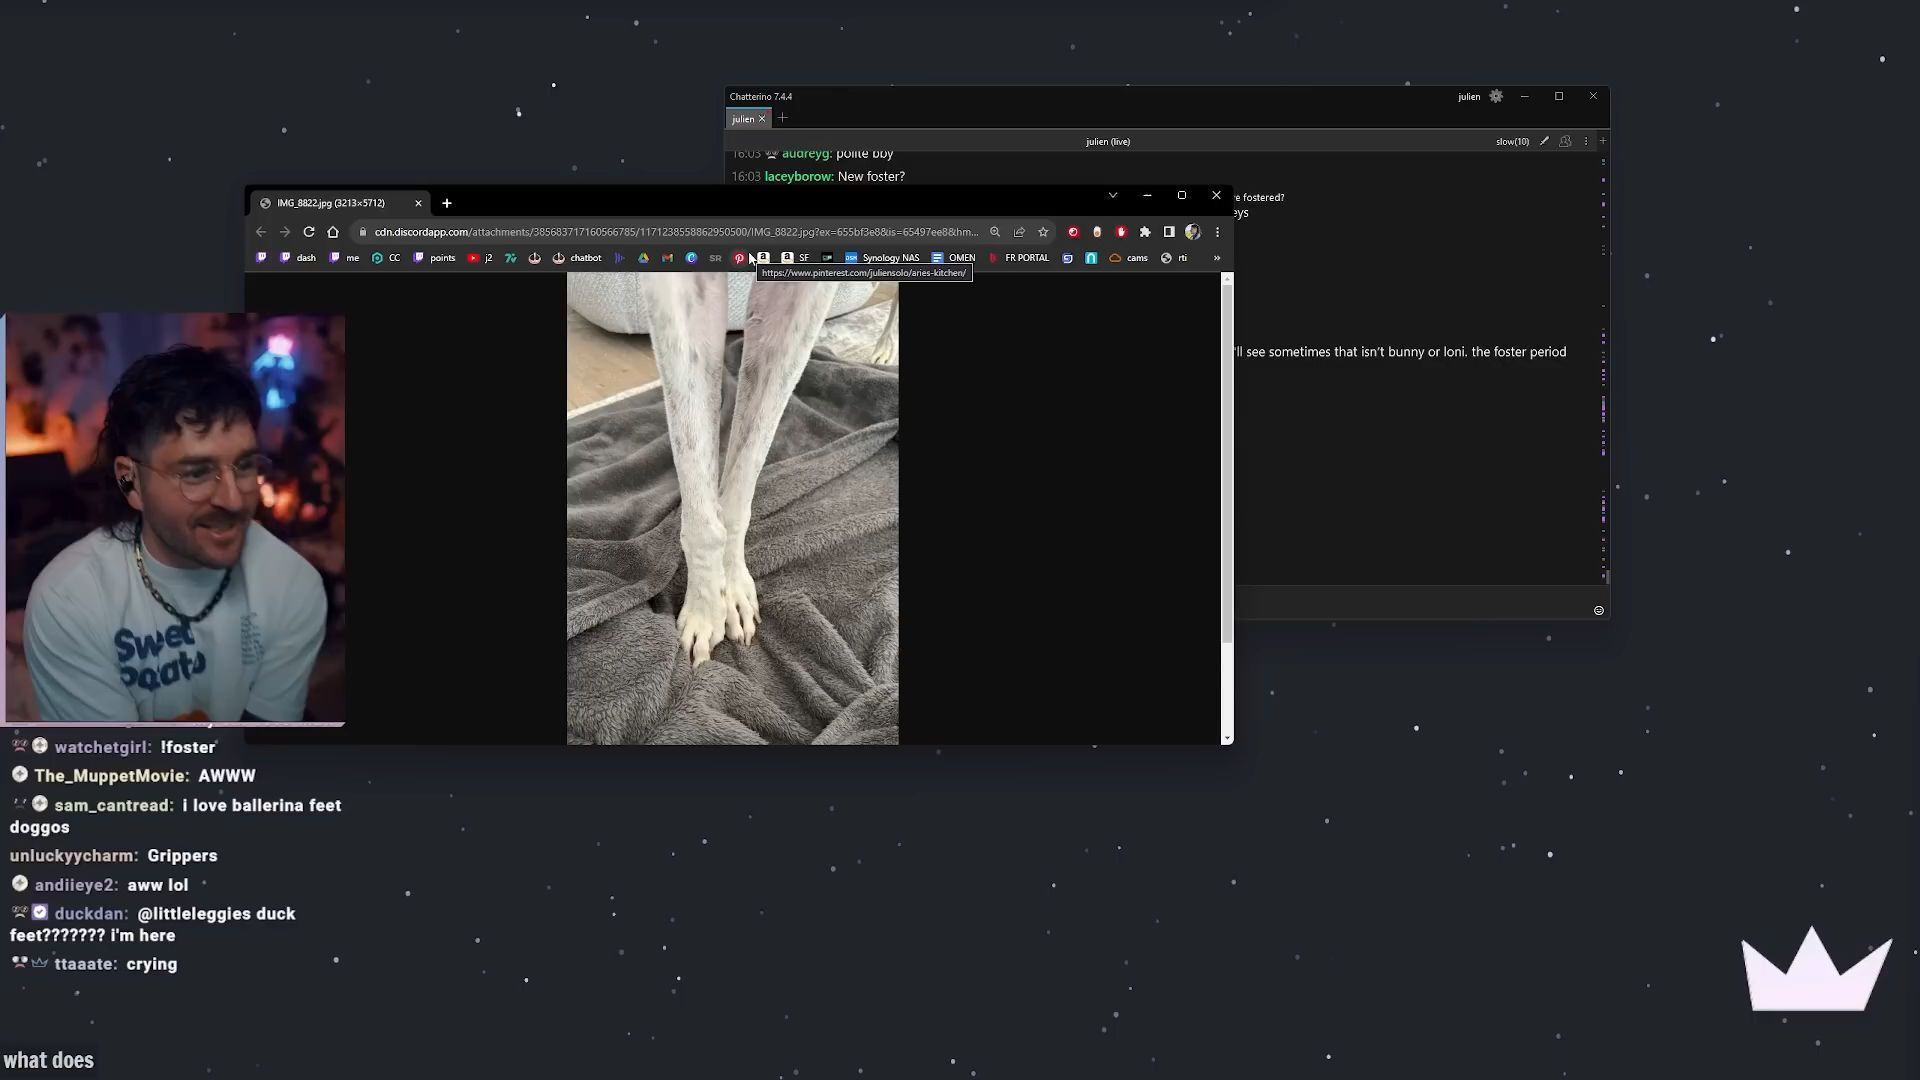 Chatterino 7.4.4
julien
julien
julien (live)
slow(10)
16:03 audreyg: polite bby
16:03 laceyborow: New foster?
re fostered?
eys
'll see sometimes that isn't bunny or loni. the foster period
IMG_8822.jpg (3213×5712)
cdn.discordapp.com/attachments/385683717160566785/1171238558862950500/IMG_8822.jpg?ex=655bf3e8&is=65497ee8&hm...
dash me CC points j2 chatbot SR SF Synology NAS OMEN FR PORTAL cams rti
https://www.pinterest.com/juliensolo/aries-kitchen/
Sweet
Potato
watchetgirl: !foster
The_MuppetMovie: AWWW
sam_cantread: i love ballerina feet
doggos
unluckyycharm: Grippers
andiieye2: aww lol
duckdan: @littleleggies duck
feet??????? i'm here
ttaaate: crying
what does